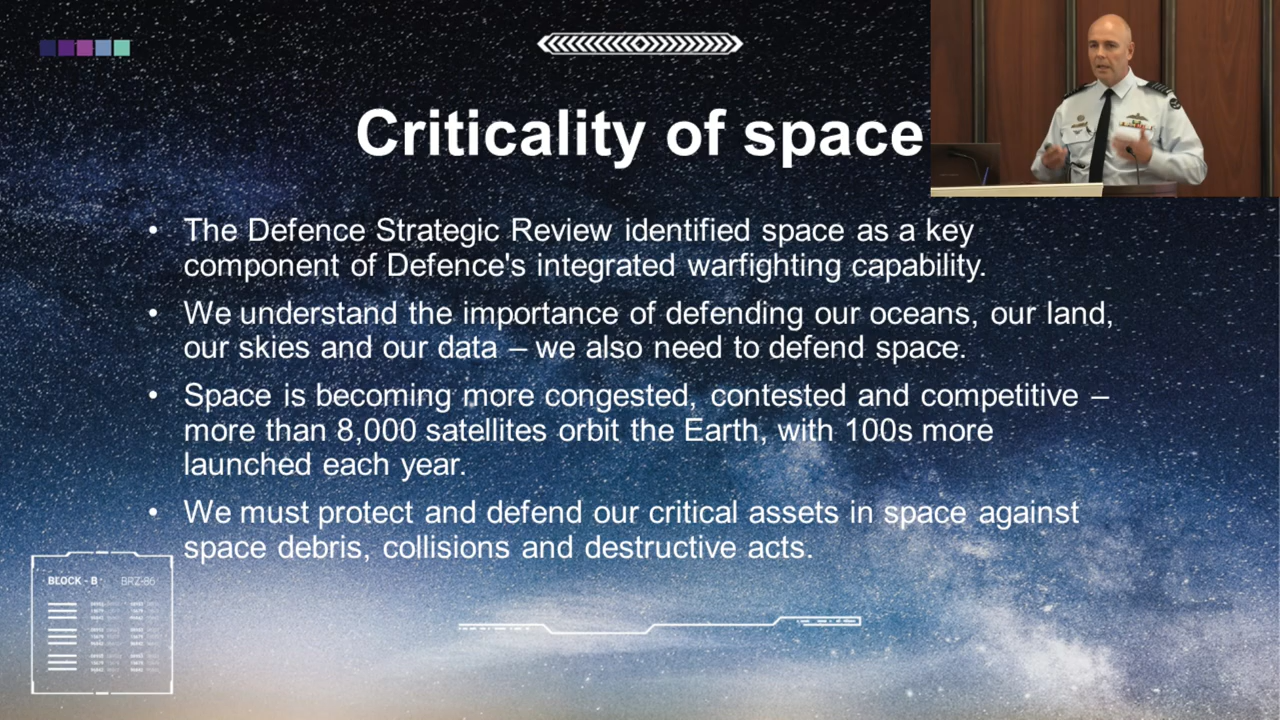 Criticality of space
• The Defence Strategic Review identified space as a key
component of Defence's integrated warfighting capability.
• We understand the importance of defending our oceans, our land,
our skies and our data – we also need to defend space.
• Space is becoming more congested, contested and competitive –
more than 8,000 satellites orbit the Earth, with 100s more
launched each year.
• We must protect and defend our critical assets in space against
space debris, collisions and destructive acts.
BLOCK - B BRZ-86